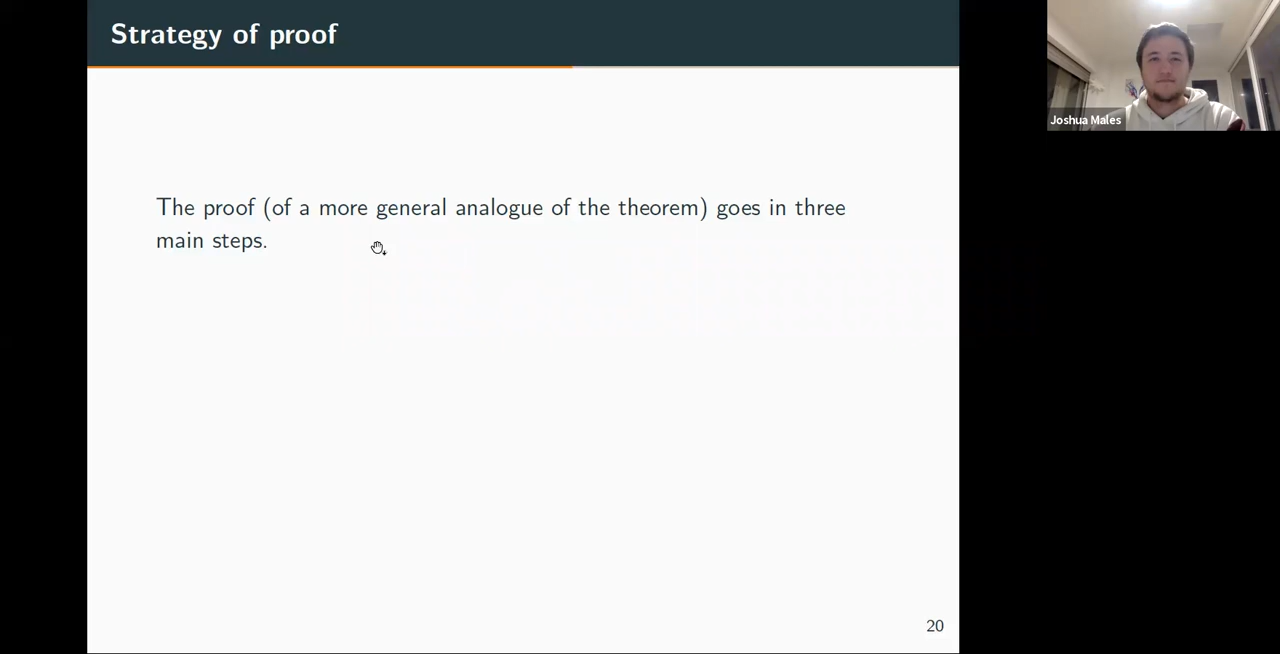 Strategy of proof
Joshua Males
The proof (of a more general analogue of the theorem) goes in three
main steps.
20